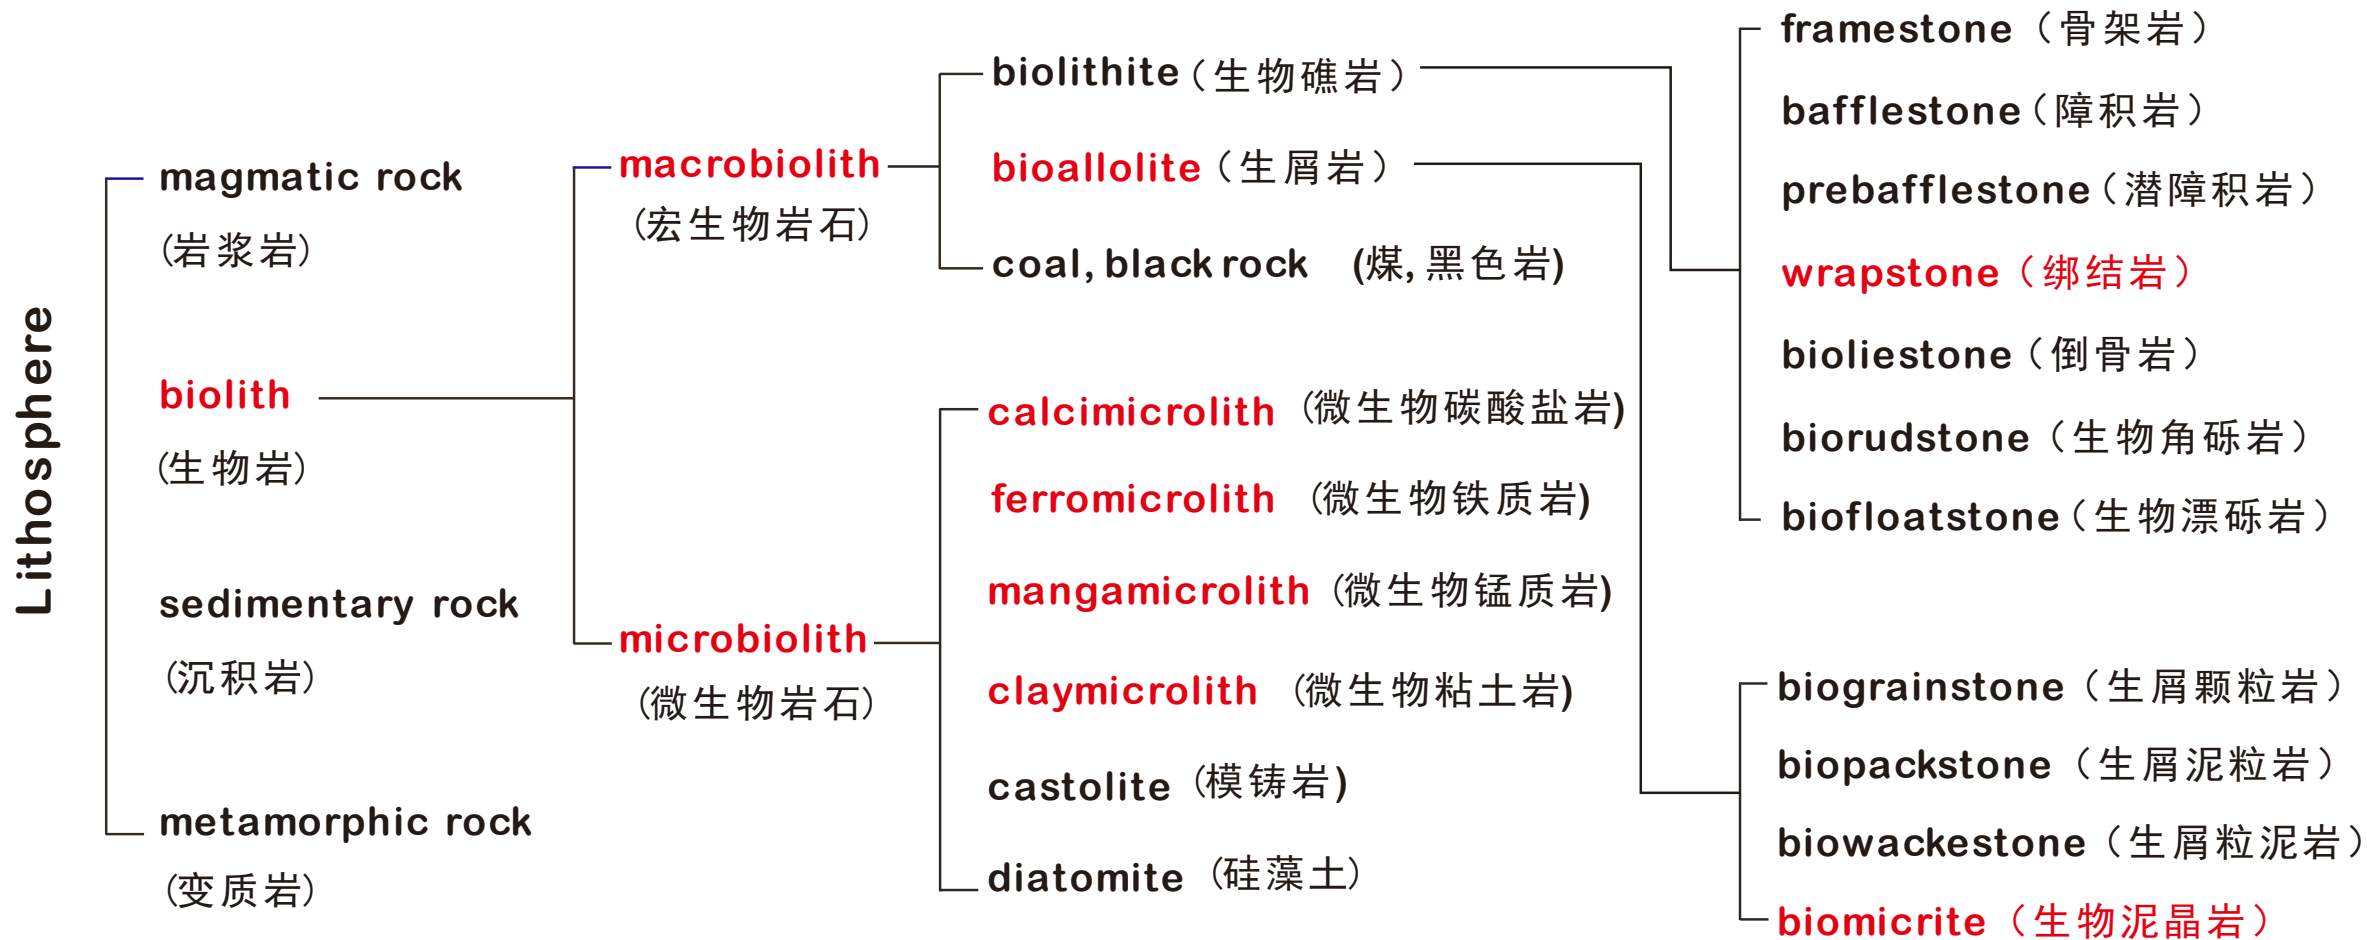 Lithosphere
magmatic rock
(岩浆岩)
biolith
(生物岩)
sedimentary rock
(沉积岩)
metamorphic rock
(变质岩)
macrobiolith
(宏生物岩石)
microbiolith
(微生物岩石)
biolithite（生物礁岩）
bioallolite（生屑岩）
coal, black rock (煤, 黑色岩)
calcimicrolith (微生物碳酸盐岩)
ferromicrolith (微生物铁质岩)
mangamicrolith (微生物锰质岩)
claymicrolith (微生物粘土岩)
castolite (模铸岩)
diatomite (硅藻土)
framestone（骨架岩）
bafflestone（障积岩）
prebafflestone（潜障积岩）
wrapstone（绑结岩）
bioliestone（倒骨岩）
biorudstone（生物角砾岩）
biofloatstone（生物漂砾岩）
biograinstone（生屑颗粒岩）
biopackstone（生屑泥粒岩）
biowackestone（生屑粒泥岩）
biomicrite（生物泥晶岩）